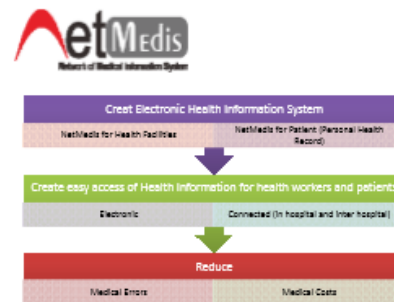 NetMedis
Network of Medical Information System
Creat Electronic Health Information System
NetMedis for Health Facilities
NetMedis for Patient (Personal Health
Record)
Create easy access of Health Information for health workers and patient
Electronic
Connected (In hospital and Inter hospital)
Reduce
Medical Errors
Medical Costs